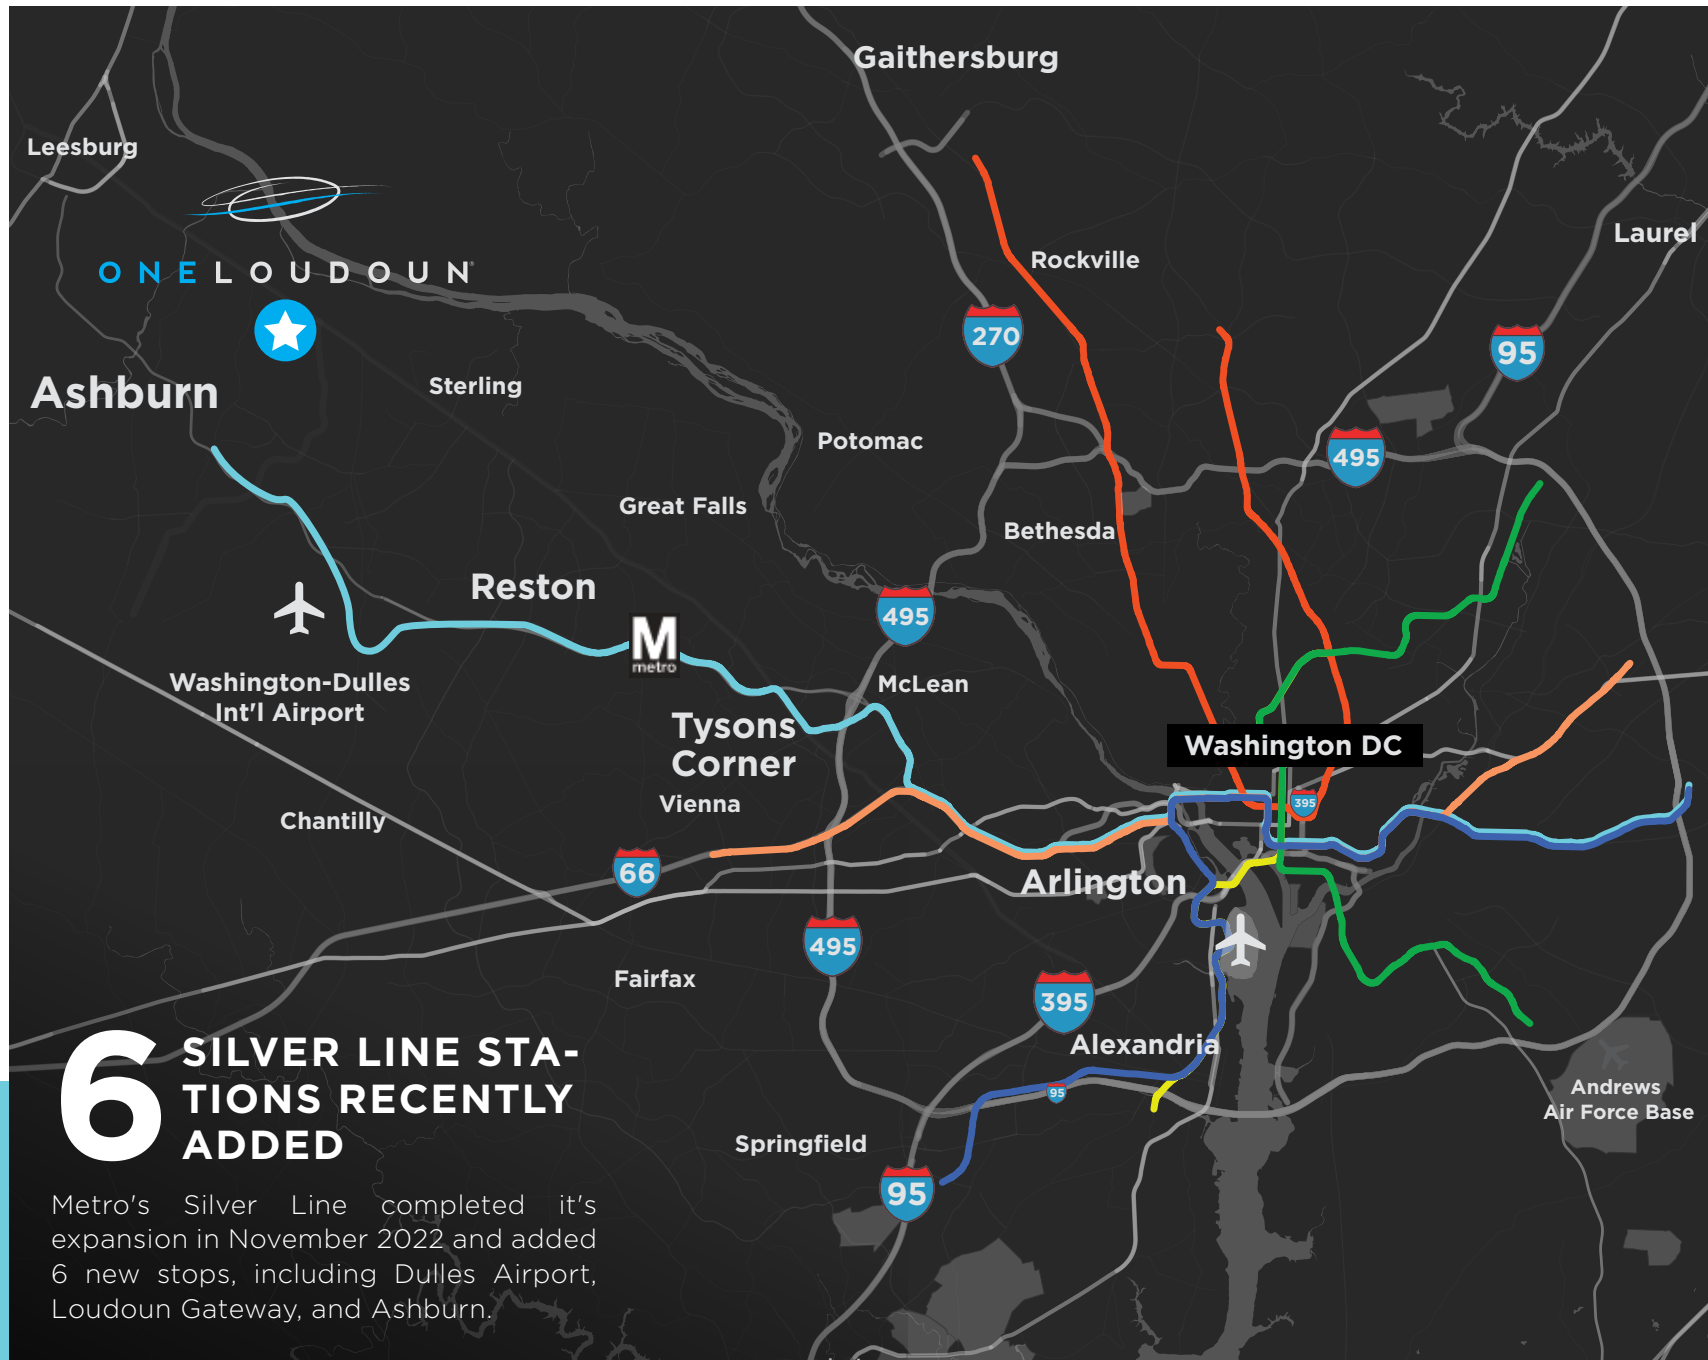 Gaithersburg
Leesburg
Laurel
Rockville
ONELOUDOUN
270
95
Ashburn
Sterling
Potomac
495
Great Falls
Bethesda
Reston
495
M
metro
Washington-Dulles
Int'l Airport
McLean
Tysons
Corner
Washington DC
Vienna
395
Chantilly
66
Arlington
495
Fairfax
395
Alexandria
95
Andrews
Air Force Base
Springfield
95
6
SILVER LINE STA-
TIONS RECENTLY
ADDED
Metro's Silver Line completed it's
expansion in November 2022 and added
6 new stops, including Dulles Airport,
Loudoun Gateway, and Ashburn.